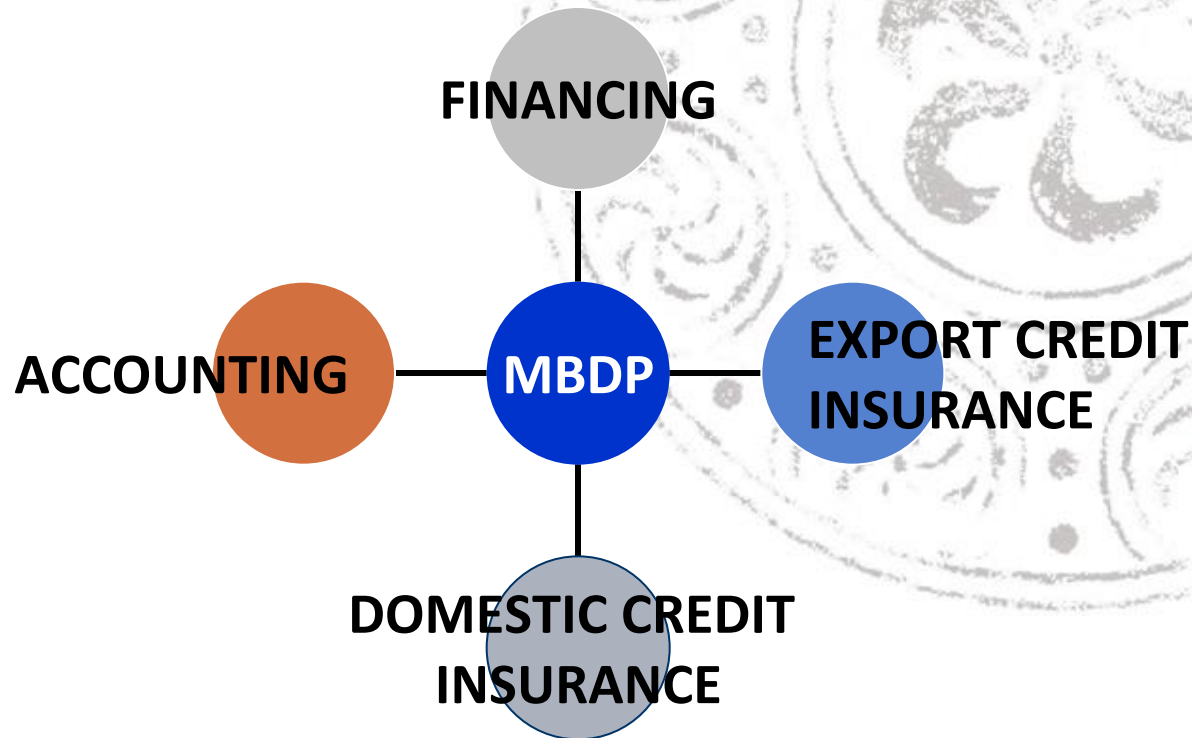 FINANCING
ACCOUNTING
MBDP
EXPORT CREDIT
INSURANCE
DOMESTIC CREDIT
INSURANCE